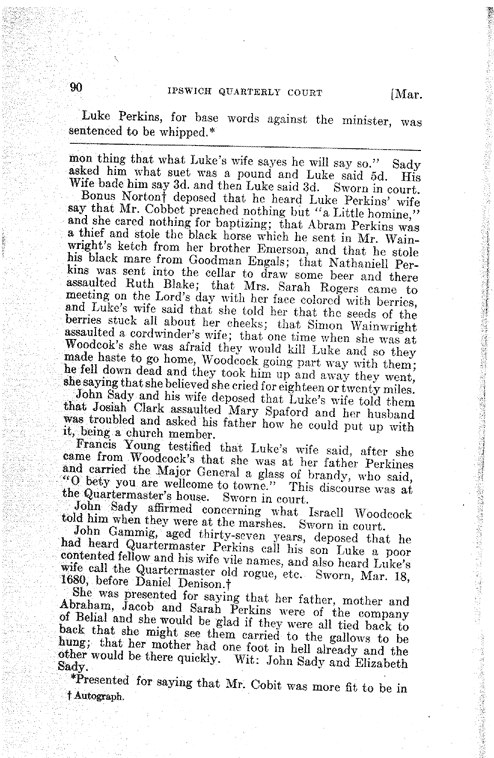 90 IPSWICH QUARTERLY COURT [Mar.
Luke Perkins, for base words against the minister, was
sentenced to be whipped.*
mon thing that what Luke's wife sayes he will say so." Sady
asked him what suet was a pound and Luke said 5d. His
Wife bade him say 3d. and then Luke said 3d. Sworn in court.
Bonus Norton† deposed that he heard Luke Perkins' wife
say that Mr. Cobbet preached nothing but "a Little homine,"
and she cared nothing for baptizing; that Abram Perkins was
a thief and stole the black horse which he sent in Mr. Wain-
wright's ketch from her brother Emerson, and that he stole
his black mare from Goodman Engals; that Nathaniell Per-
kins was sent into the cellar to draw some beer and there
assaulted Ruth Blake; that Mrs. Sarah Rogers came to
meeting on the Lord's day with her face colored with berries,
and Luke's wife said that she told her that the seeds of the
berries stuck all about her cheeks; that Simon Wainwright
assaulted a cordwinder's wife; that one time when she was at
Woodcok's she was afraid they would kill Luke and so they
made haste to go home, Woodcock going part way with them;
he fell down dead and they took him up and away they went,
she saying that she believed she cried for eighteen or twenty miles.
John Sady and his wife deposed that Luke's wife told them
that Josiah Clark assaulted Mary Spaford and her husband
was troubled and asked his father how he could put up with
it, being a church member.
Francis Young testified that Luke's wife said, after she
came from Woodcock's that she was at her father Perkines
and carried the Major General a glass of brandy, who said,
"O bety you are wellcome to towne." This discourse was at
the Quartermaster's house. Sworn in court.
John Sady affirmed concerning what Israell Woodcock
told him when they were at the marshes. Sworn in court.
John Gammig, aged thirty-seven years, deposed that he
had heard Quartermaster Perkins call his son Luke a poor
contented fellow and his wife vile names, and also heard Luke's
wife call the Quartermaster old rogue, etc. Sworn, Mar. 18,
1680, before Daniel Denison.†
She was presented for saying that her father, mother and
Abraham, Jacob and Sarah Perkins were of the company
of Belial and she would be glad if they were all tied back to
back that she might see them carried to the gallows to be
hung; that her mother had one foot in hell already and the
other would be there quickly. Wit: John Sady and Elizabeth
Sady.
*Presented for saying that Mr. Cobit was more fit to be in
† Autograph.